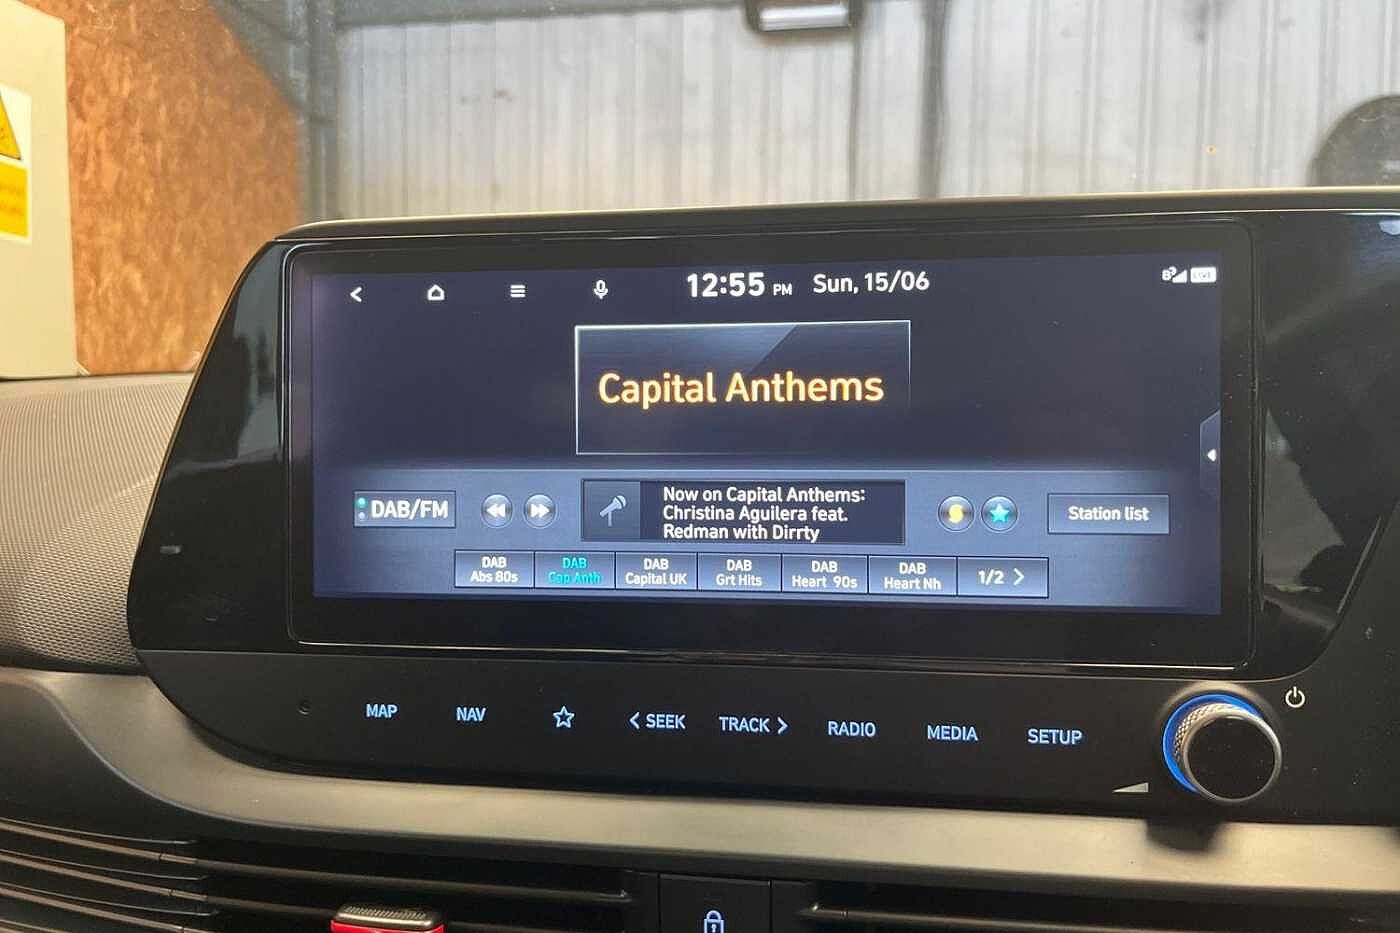 12:55 PM Sun, 15/06
LIVE
Capital Anthems
DAB/FM
Now on Capital Anthems:
Christina Aguilera feat.
Redman with Dirrty
Station list
DAB
Abs 80s
DAB
Cap Anth
DAB
Capital UK
DAB
Grt Hits
DAB
Heart 90s
DAB
Heart Nh
1/2 >
MAP
NAV
< SEEK
TRACK >
RADIO
MEDIA
SETUP